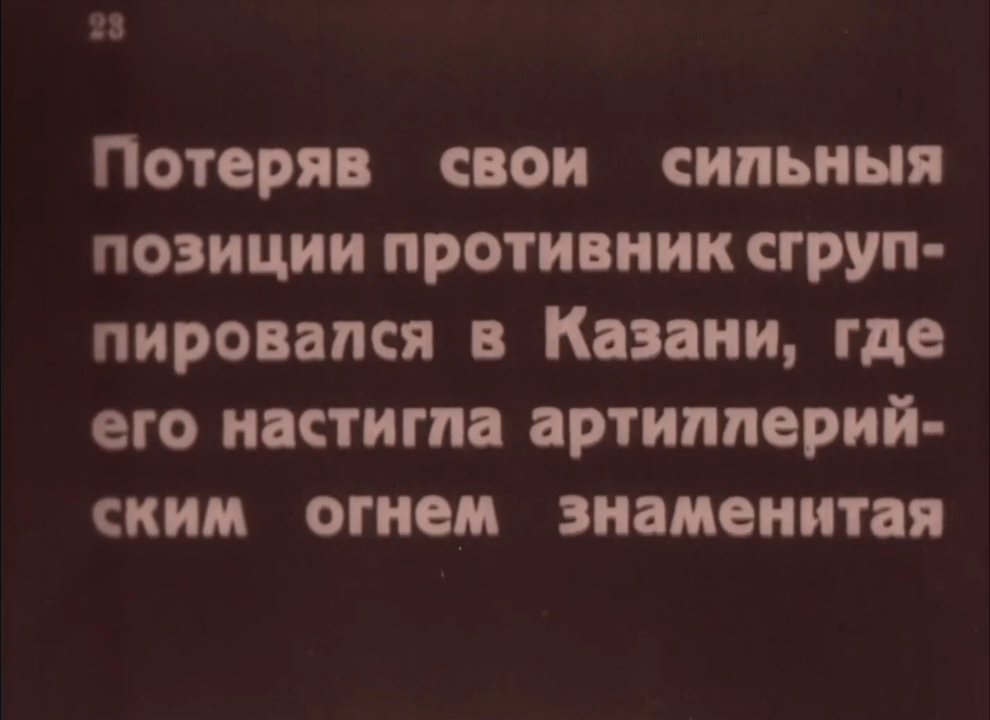 23
Потеряв свои сильныя
позиции противник сгруп-
пировался в Казани, где
его настигла артиллерий-
ским огнем знаменитая